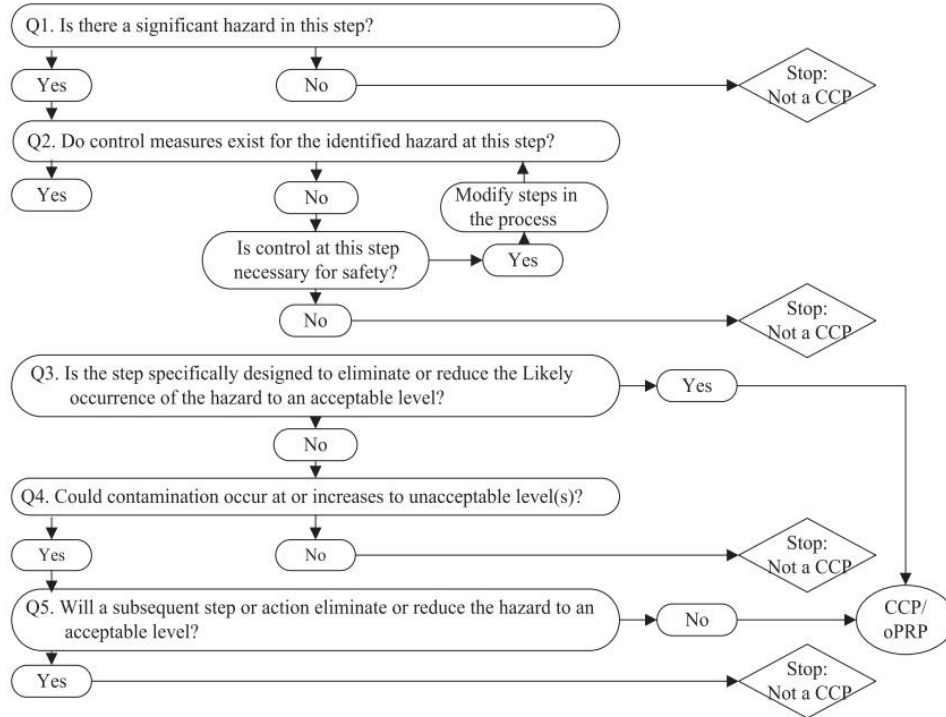 Q1. Is there a significant hazard in this step?
Yes
No
Stop:
Not a CCP
Q2. Do control measures exist for the identified hazard at this step?
Yes
No
Modify steps in
the process
Is control at this step
necessary for safety?
Yes
No
Stop:
Not a CCP
Q3. Is the step specifically designed to eliminate or reduce the Likely
occurrence of the hazard to an acceptable level?
Yes
No
Q4. Could contamination occur at or increases to unacceptable level(s)?
Yes
No
Stop:
Not a CCP
Q5. Will a subsequent step or action eliminate or reduce the hazard to an
acceptable level?
No
CCP/
oPRP
Yes
Stop:
Not a CCP